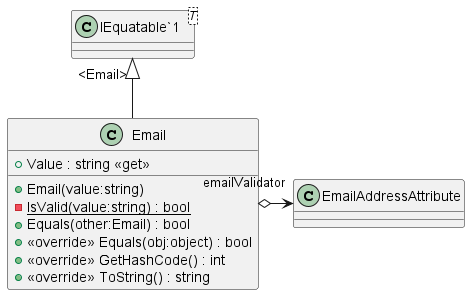 C IEquatable`1
T
<Email>
C Email
Value : string «get»
Email(value:string)
IsValid(value:string) : bool
Equals(other:Email) : bool
«override» Equals(obj:object) : bool
«override» GetHashCode() : int
«override» ToString() : string
emailValidator
C EmailAddressAttribute